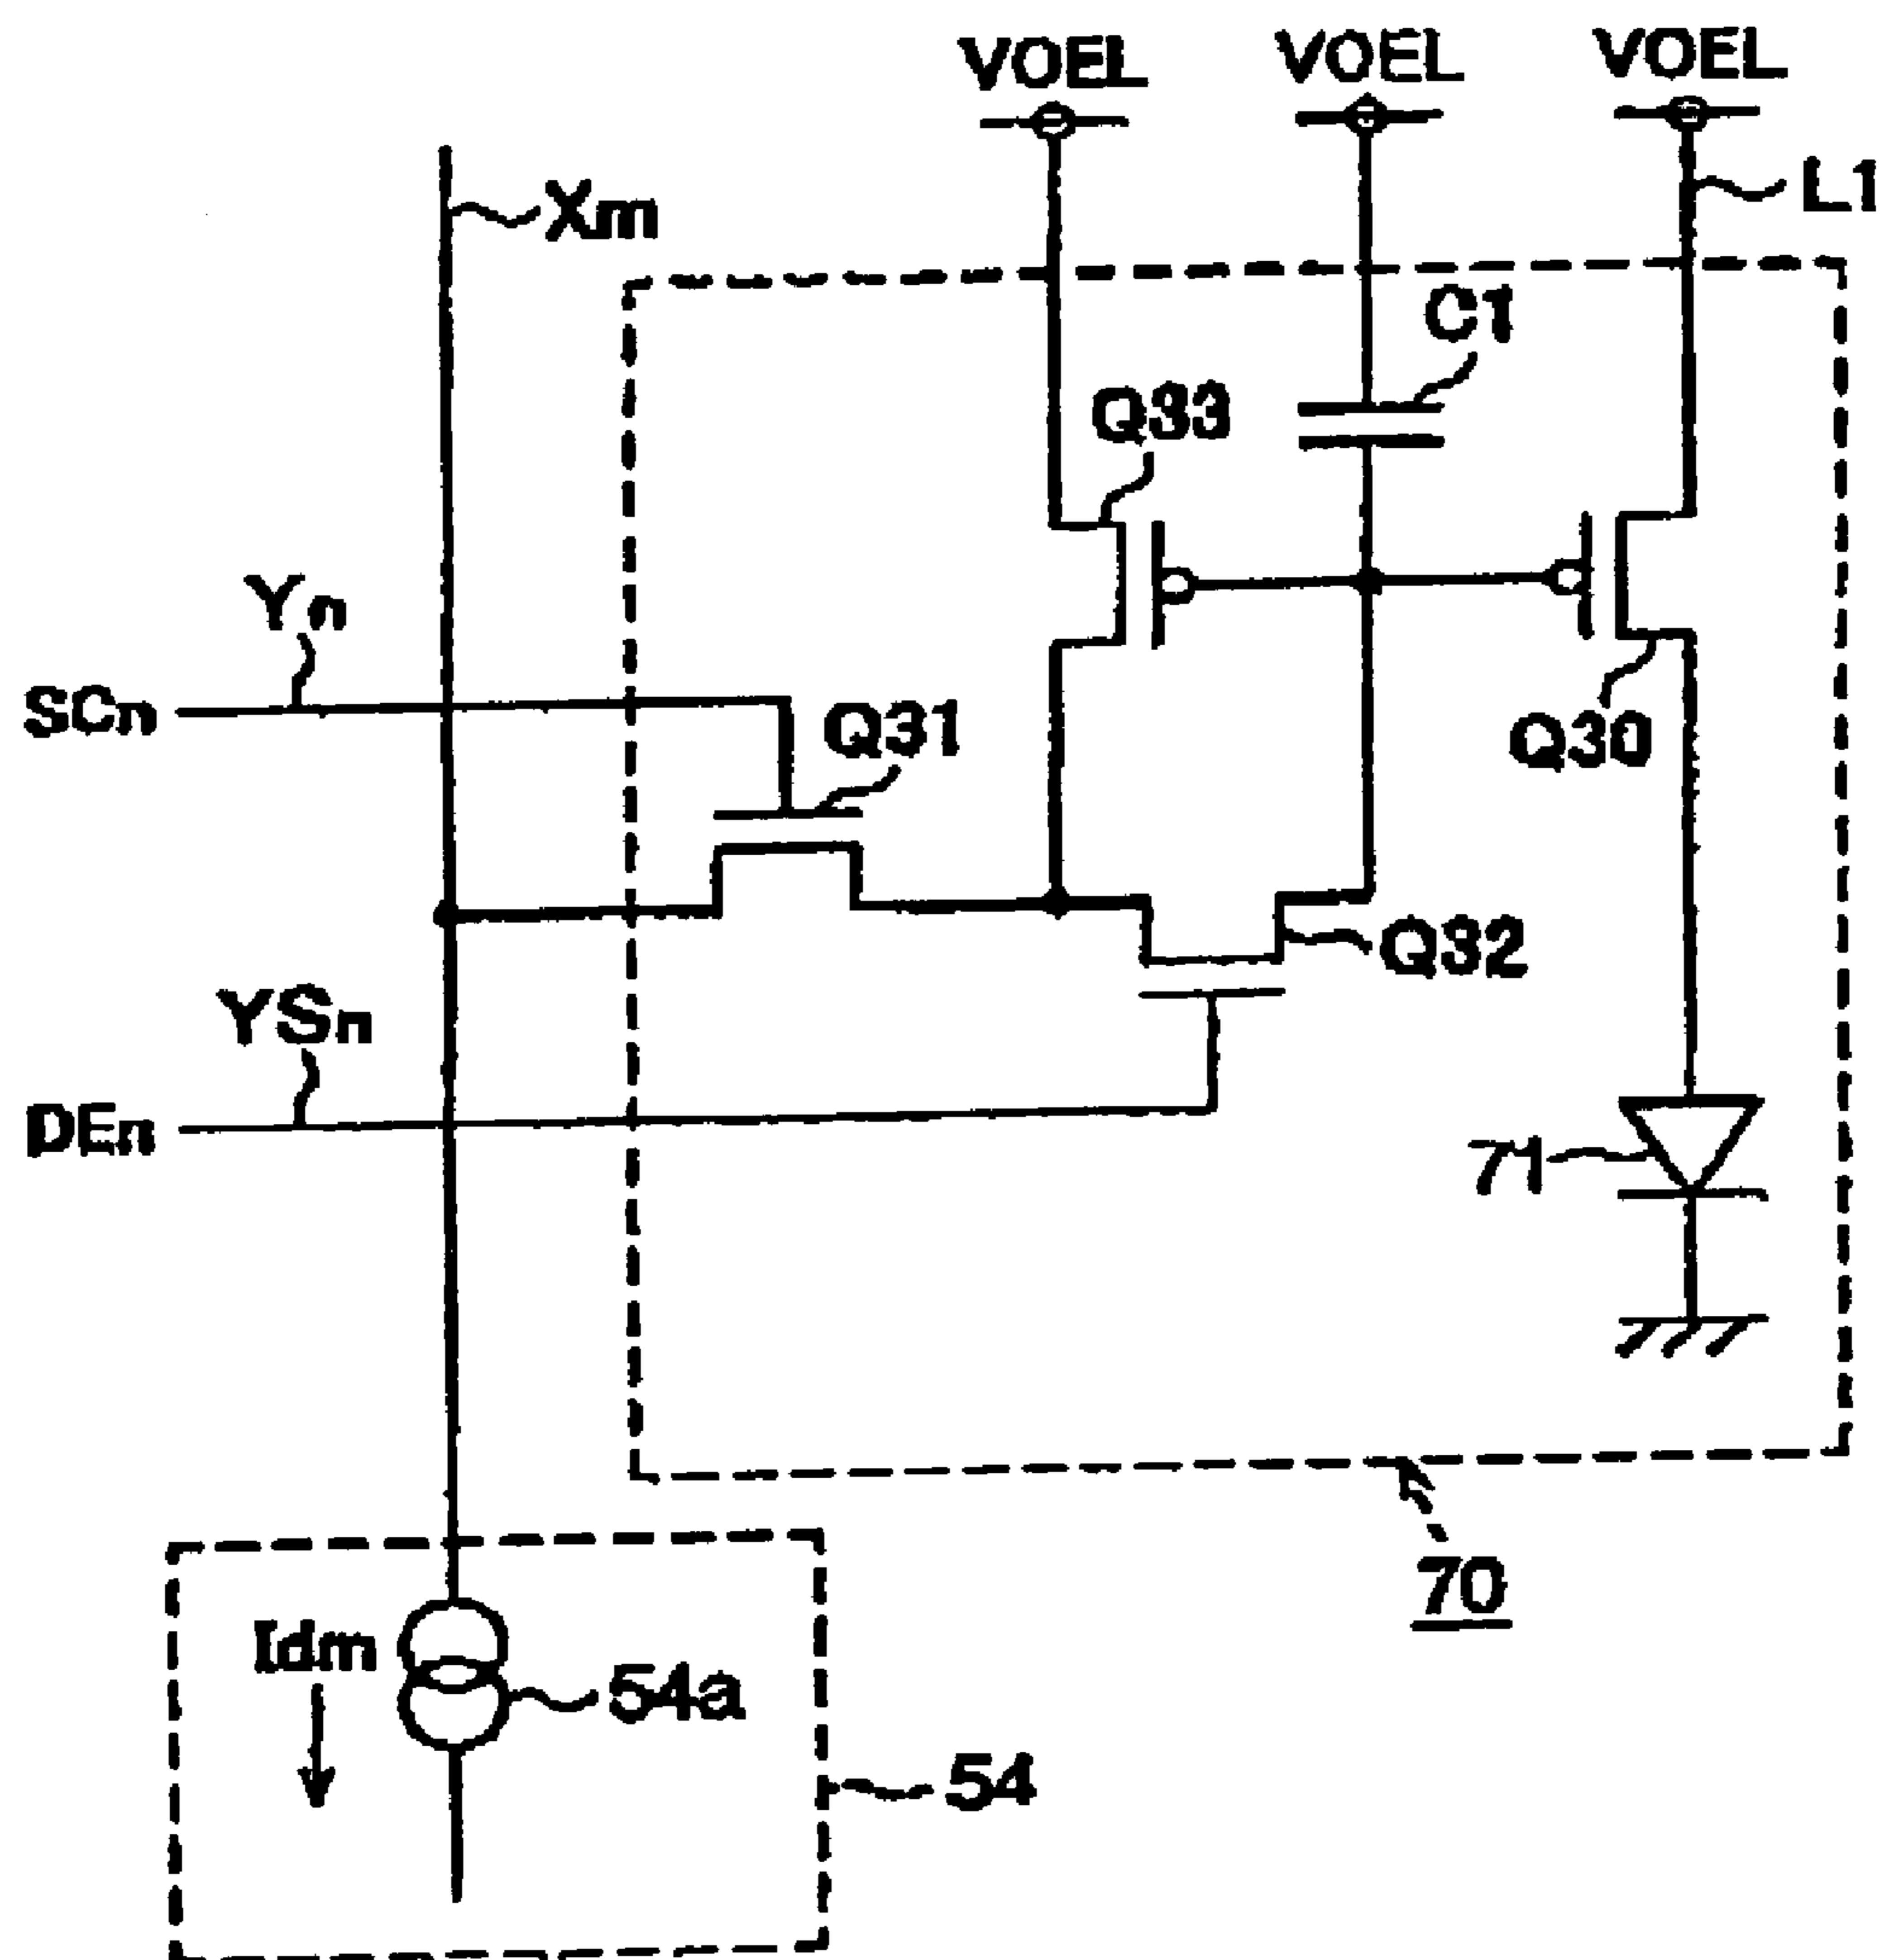 VOEL VOEL VOEL
Xm
L1
C1
Q33
Yn
SCn
Q31
Q30
Q32
YSn
DEn
71
70
Idm
54a
54